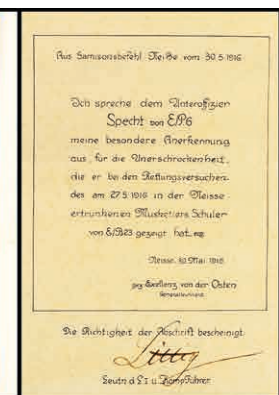 Aus Garnisonsbefehl Neiße vom 30.5.1916
Ich spreche dem Unteroffizier
Specht von E/P6
meine besondere Anerkennung
aus für die Unerschrockenheit,
die er bei den Rettungsversuchen
des am 27.5.1916 in der Neisse
ertrunkenen Musketiers Schuler
von E/B23 gezeigt hat.
Neisse, 30. Mai 1916.
gez. Exellenz von der Osten
Generalleutnant.
Die Richtigkeit der Abschrift bescheinigt.
Leutn d L I u. Komp Führer